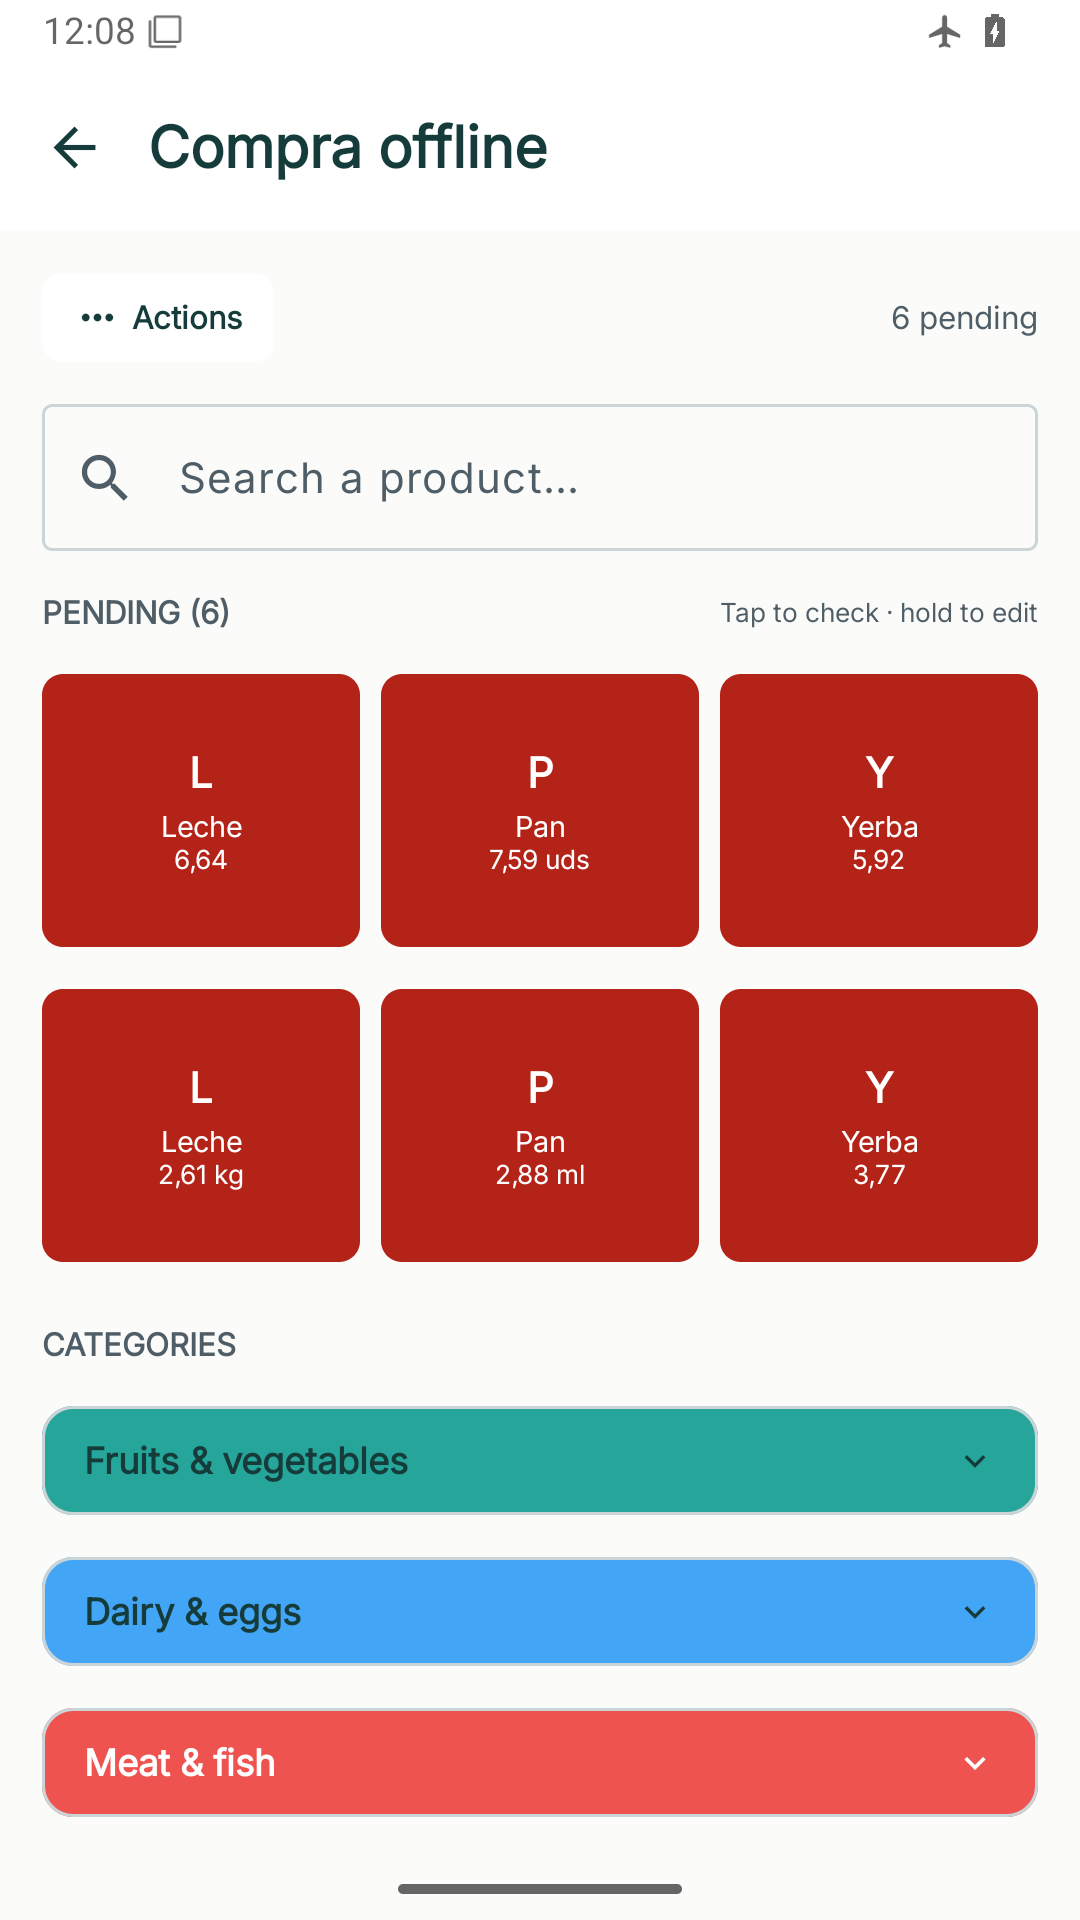 12:08
Compra offline
Actions
6 pending
Search a product...
PENDING (6)
Tap to check · hold to edit
L
Leche
6,64
P
Pan
7,59 uds
Y
Yerba
5,92
L
Leche
2,61 kg
P
Pan
2,88 ml
Y
Yerba
3,77
CATEGORIES
Fruits & vegetables
Dairy & eggs
Meat & fish